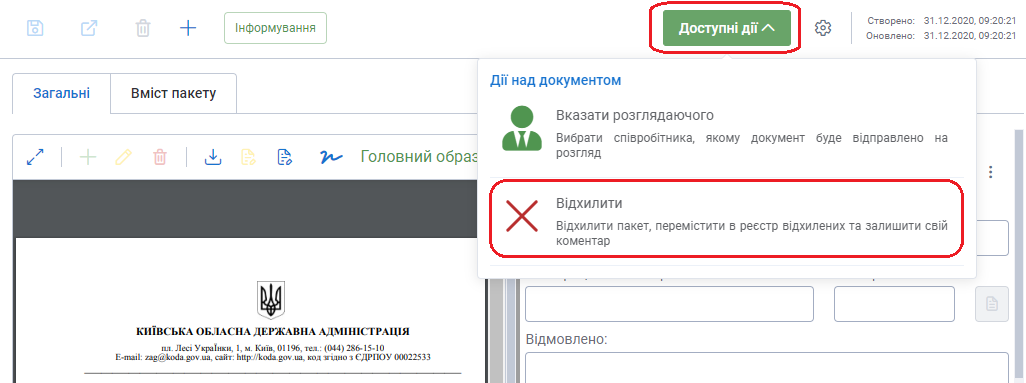 Інформування
Доступні дії
Створено: 31.12.2020, 09:20:21
Оновлено: 31.12.2020, 09:20:21
Дії над документом
Загальні
Вміст пакету
Вказати розглядаючого
Вибрати співробітника, якому документ буде відправлено на
розгляд
Головний образ
Відхилити
Відхилити пакет, перемістити в реєстр відхилених та залишити свій
коментар
КИЇВСЬКА ОБЛАСНА ДЕРЖАВНА АДМІНІСТРАЦІЯ
пл. Лесі Українки, 1, м. Київ, 01196, тел.: (044) 286-15-10
E-mail: zag@koda.gov.ua, сайт: http://koda.gov.ua, код згідно з ЄДРПОУ 00022533
Відмовлено: